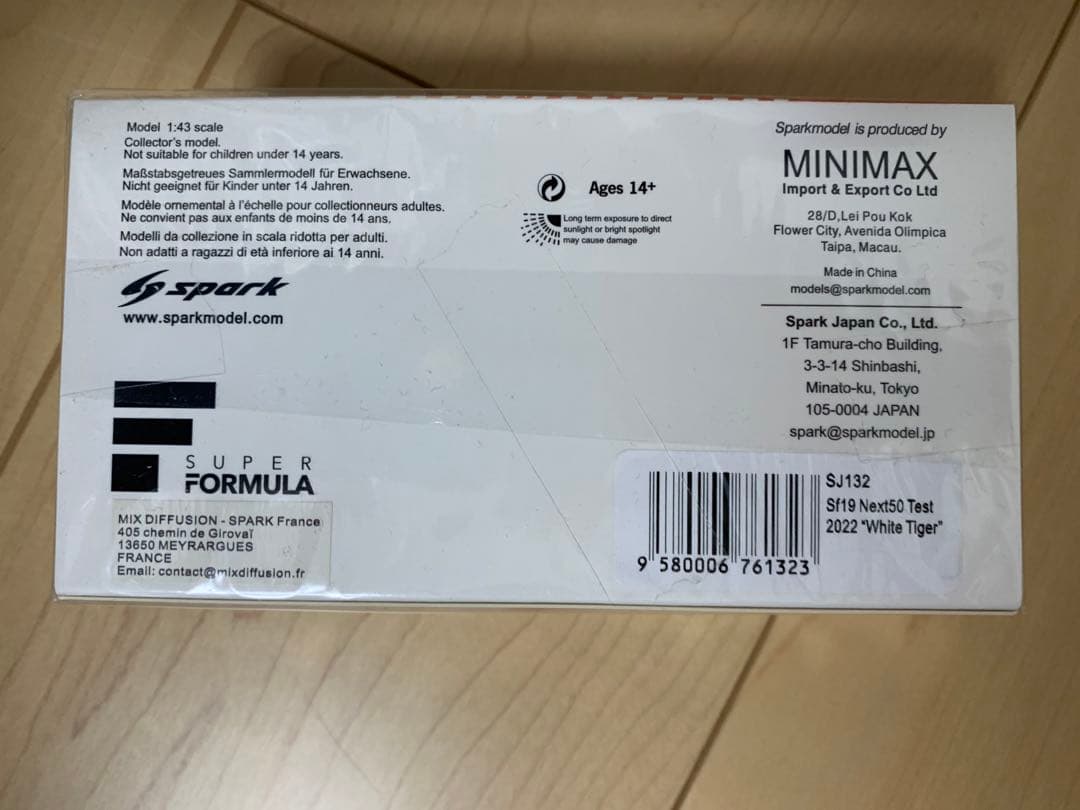 Model 1:43 scale
Collector's model.
Not suitable for children under 14 years.
Maßstabsgetreues Sammlermodell für Erwachsene.
Nicht geeignet für Kinder unter 14 Jahren.
Modèle ornemental à l'échelle pour collectionneurs adultes.
Ne convient pas aux enfants de moins de 14 ans.
Modelli da collezione in scala ridotta per adulti.
Non adatti a ragazzi di età inferiore ai 14 anni.
spark
www.sparkmodel.com
SUPER
FORMULA
MIX DIFFUSION - SPARK France
405 chemin de Girovaï
13650 MEYRARGUES
FRANCE
Email: contact@mixdiffusion.fr
Ages 14+
Long term exposure to direct
sunlight or bright spotlight
may cause damage
Sparkmodel is produced by
MINIMAX
Import & Export Co Ltd
28/D,Lei Pou Kok
Flower City, Avenida Olimpica
Taipa, Macau.
Made in China
models@sparkmodel.com
Spark Japan Co., Ltd.
1F Tamura-cho Building,
3-3-14 Shinbashi,
Minato-ku, Tokyo
105-0004 JAPAN
spark@sparkmodel.jp
SJ132
Sf19 Next50 Test
2022 "White Tiger"
9 580006 761323